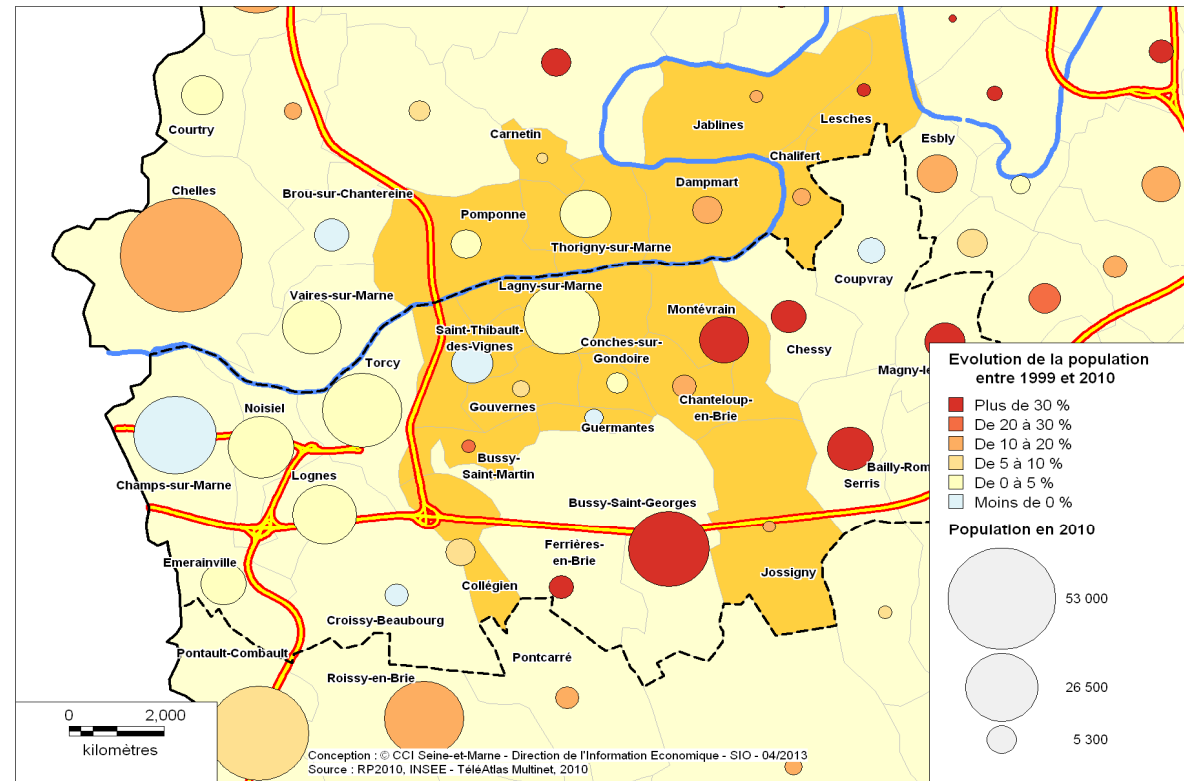 Courtry
Carnetin
Jablines
Lesches
Esbly
Chalifert
Chelles
Brou-sur-Chantereine
Dampmart
Pomponne
Thorigny-sur-Marne
Coupvray
Vaires-sur-Marne
Lagny-sur-Marne
Montévrain
Saint-Thibault-
des-Vignes
Conches-sur-
Gondoire
Chessy
Torcy
Magny-le
Noisiel
Gouvernes
Chanteloup-
en-Brie
Guermantes
Bussy-
Saint-Martin
Champs-sur-Marne
Lognes
Bailly-Rom
Serris
Bussy-Saint-Georges
Ferrières-
en-Brie
Emerainville
Collégien
Jossigny
Croissy-Beaubourg
Pontault-Combault
Pontcarré
Roissy-en-Brie
Evolution de la population
entre 1999 et 2010
Plus de 30 %
De 20 à 30 %
De 10 à 20 %
De 5 à 10 %
De 0 à 5 %
Moins de 0 %
Population en 2010
53 000
26 500
5 300
0 2,000
kilomètres
Conception : © CCI Seine-et-Marne - Direction de l'Information Economique - SIO - 04/2013
Source : RP2010, INSEE - TéléAtlas Multinet, 2010